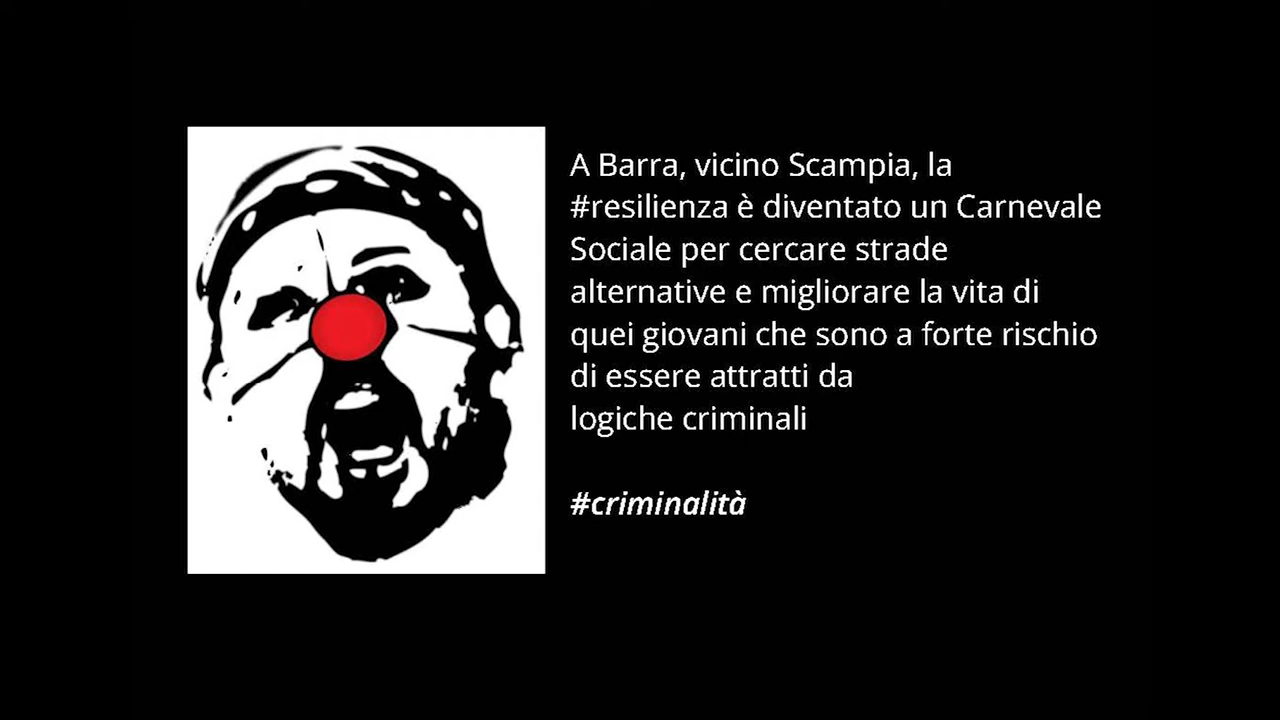 A Barra, vicino Scampia, la
#resilienza è diventato un Carnevale
Sociale per cercare strade
alternative e migliorare la vita di
quei giovani che sono a forte rischio
di essere attratti da
logiche criminali
#criminalità